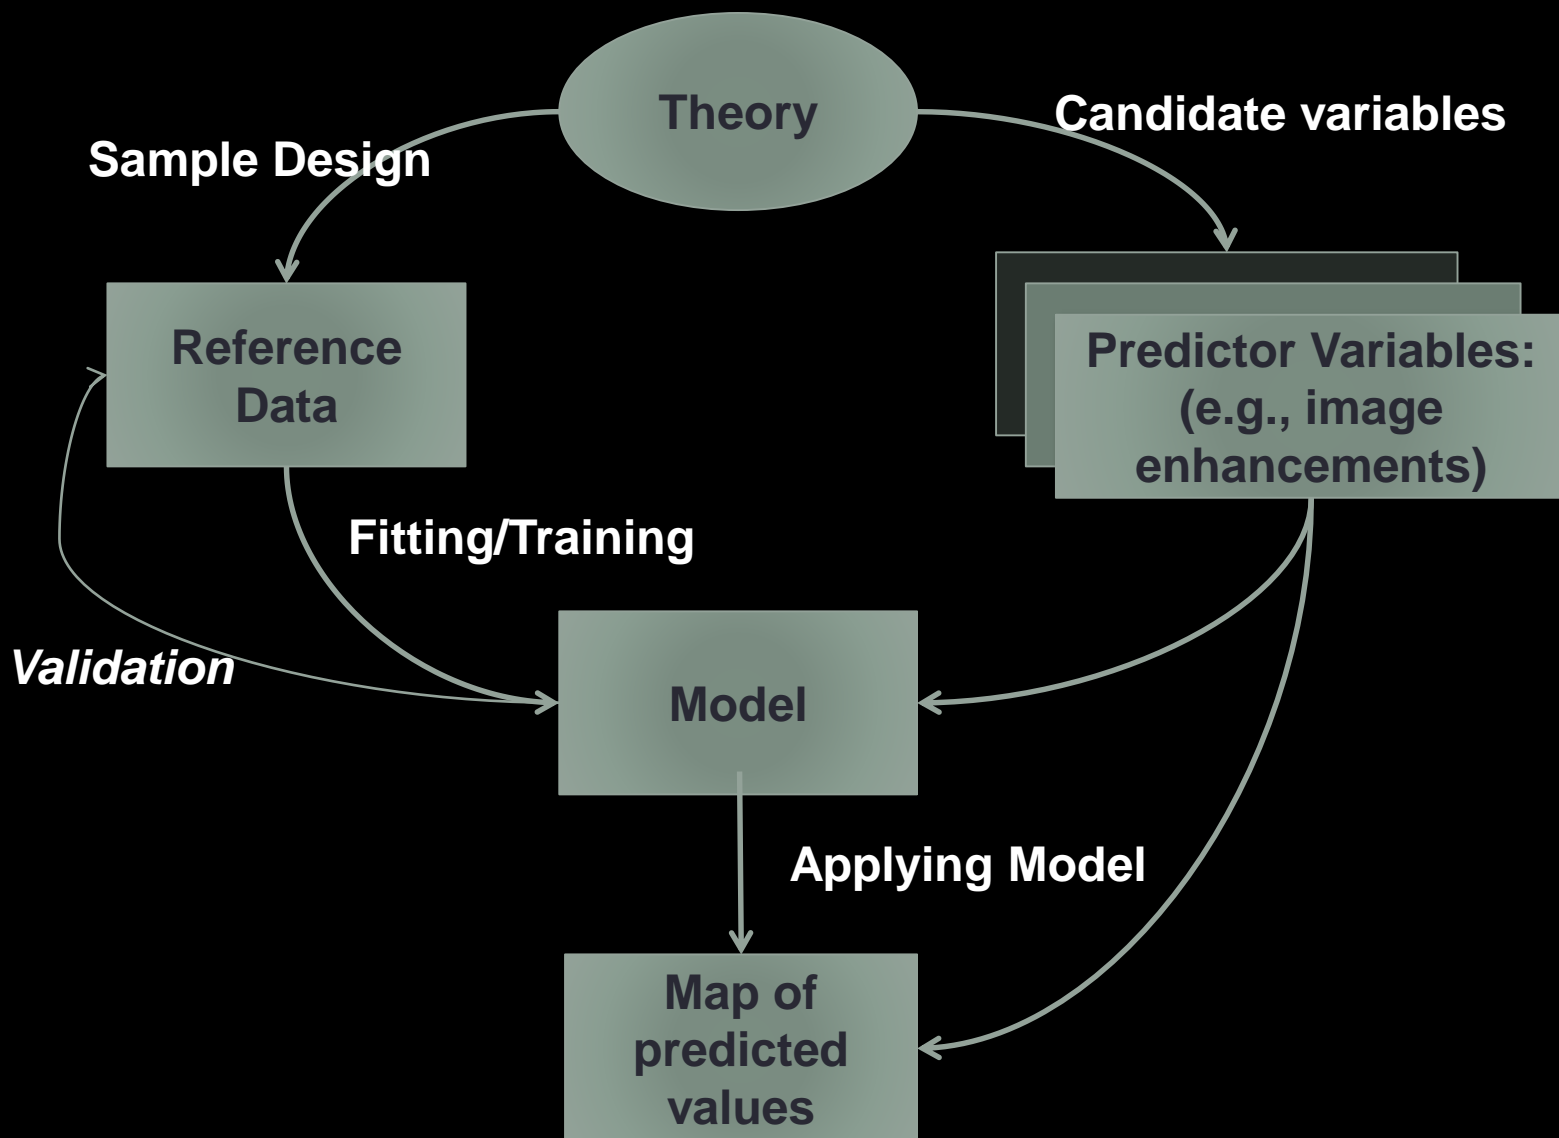 Theory
Candidate variables
Sample Design
Reference
Data
Predictor Variables:
(e.g., image
enhancements)
Fitting/Training
Validation
Model
Applying Model
Map of
predicted
values